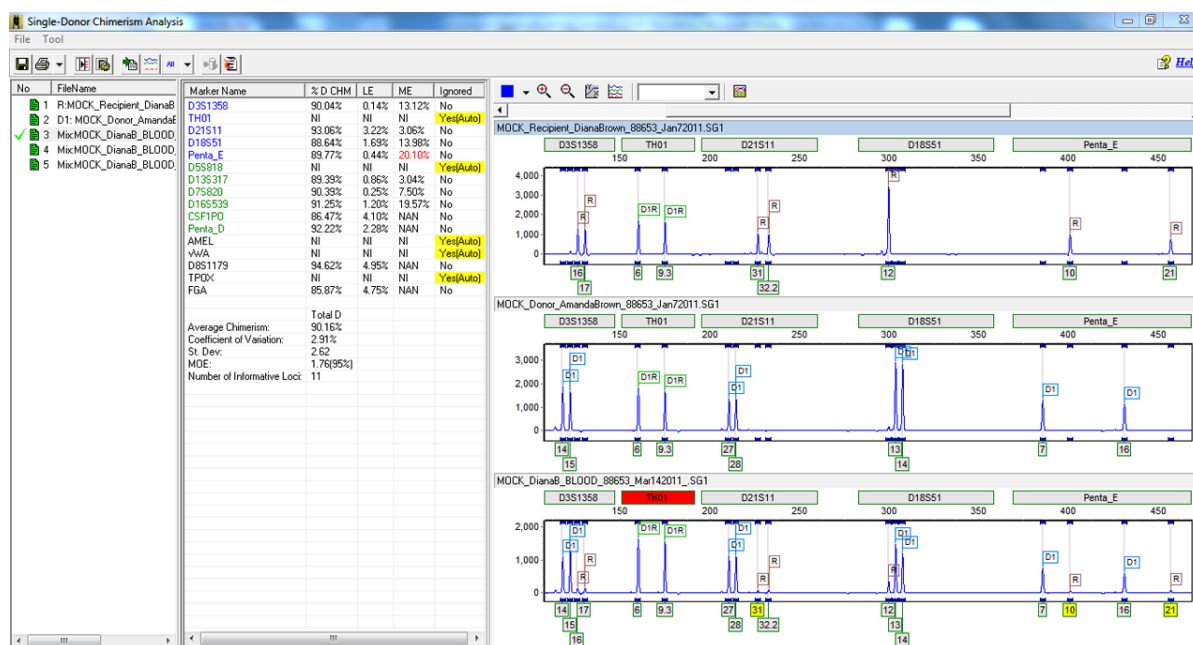 Single-Donor Chimerism Analysis
File Tool
All
Hel
No FileName
1 R:MOCK_Recipient_DianaB
2 D1: MOCK_Donor_AmandaE
3 Mix:MOCK_DianaB_BLOOD_
4 Mix:MOCK_DianaB_BLOOD_
5 Mix:MOCK_DianaB_BLOOD_
Marker Name % D CHM LE ME Ignored
D3S1358 90.04% 0.14% 13.12% No
TH01 NI NI NI Yes(Auto)
D21S11 93.06% 3.22% 3.06% No
D18S51 88.64% 1.69% 13.98% No
Penta_E 89.77% 0.44% 20.10% No
D5S818 NI NI NI Yes(Auto)
D13S317 89.39% 0.86% 3.04% No
D7S820 90.39% 0.25% 7.50% No
D16S539 91.25% 1.20% 19.57% No
CSF1PO 86.47% 4.10% NAN No
Penta_D 92.22% 2.28% NAN No
AMEL NI NI NI Yes(Auto)
vWA NI NI NI Yes(Auto)
D8S1179 94.62% 4.95% NAN No
TPOX NI NI NI Yes(Auto)
FGA 85.87% 4.75% NAN No
Total D
Average Chimerism: 90.16%
Coefficient of Variation: 2.91%
St. Dev: 2.62
MOE: 1.76(95%)
Number of Informative Loci: 11
MOCK_Recipient_DianaBrown_88653_Jan72011.SG1
D3S1358 TH01 D21S11 D18S51 Penta_E
150 200 250 300 350 400 450
4,000
3,000
2,000
1,000
0
R R D1R D1R R R R R R
16 6 9.3 31 12 10 21
17 32.2
MOCK_Donor_AmandaBrown_88653_Jan72011.SG1
D3S1358 TH01 D21S11 D18S51 Penta_E
150 200 250 300 350 400 450
3,000
2,000
1,000
0
D1 D1 D1R D1R D1 D1 D1 D1 D1 D1
14 6 9.3 27 13 7 16
15 28 14
MOCK_DianaB_BLOOD_88653_Mar142011_.SG1
D3S1358 TH01 D21S11 D18S51 Penta_E
150 200 250 300 350 400 450
2,000
1,000
0
D1 D1 R R D1R D1R D1 D1 R R R D1 D1 D1 R D1 R
14 17 6 9.3 27 31 12 7 10 16 21
15 28 32.2 13
16 14